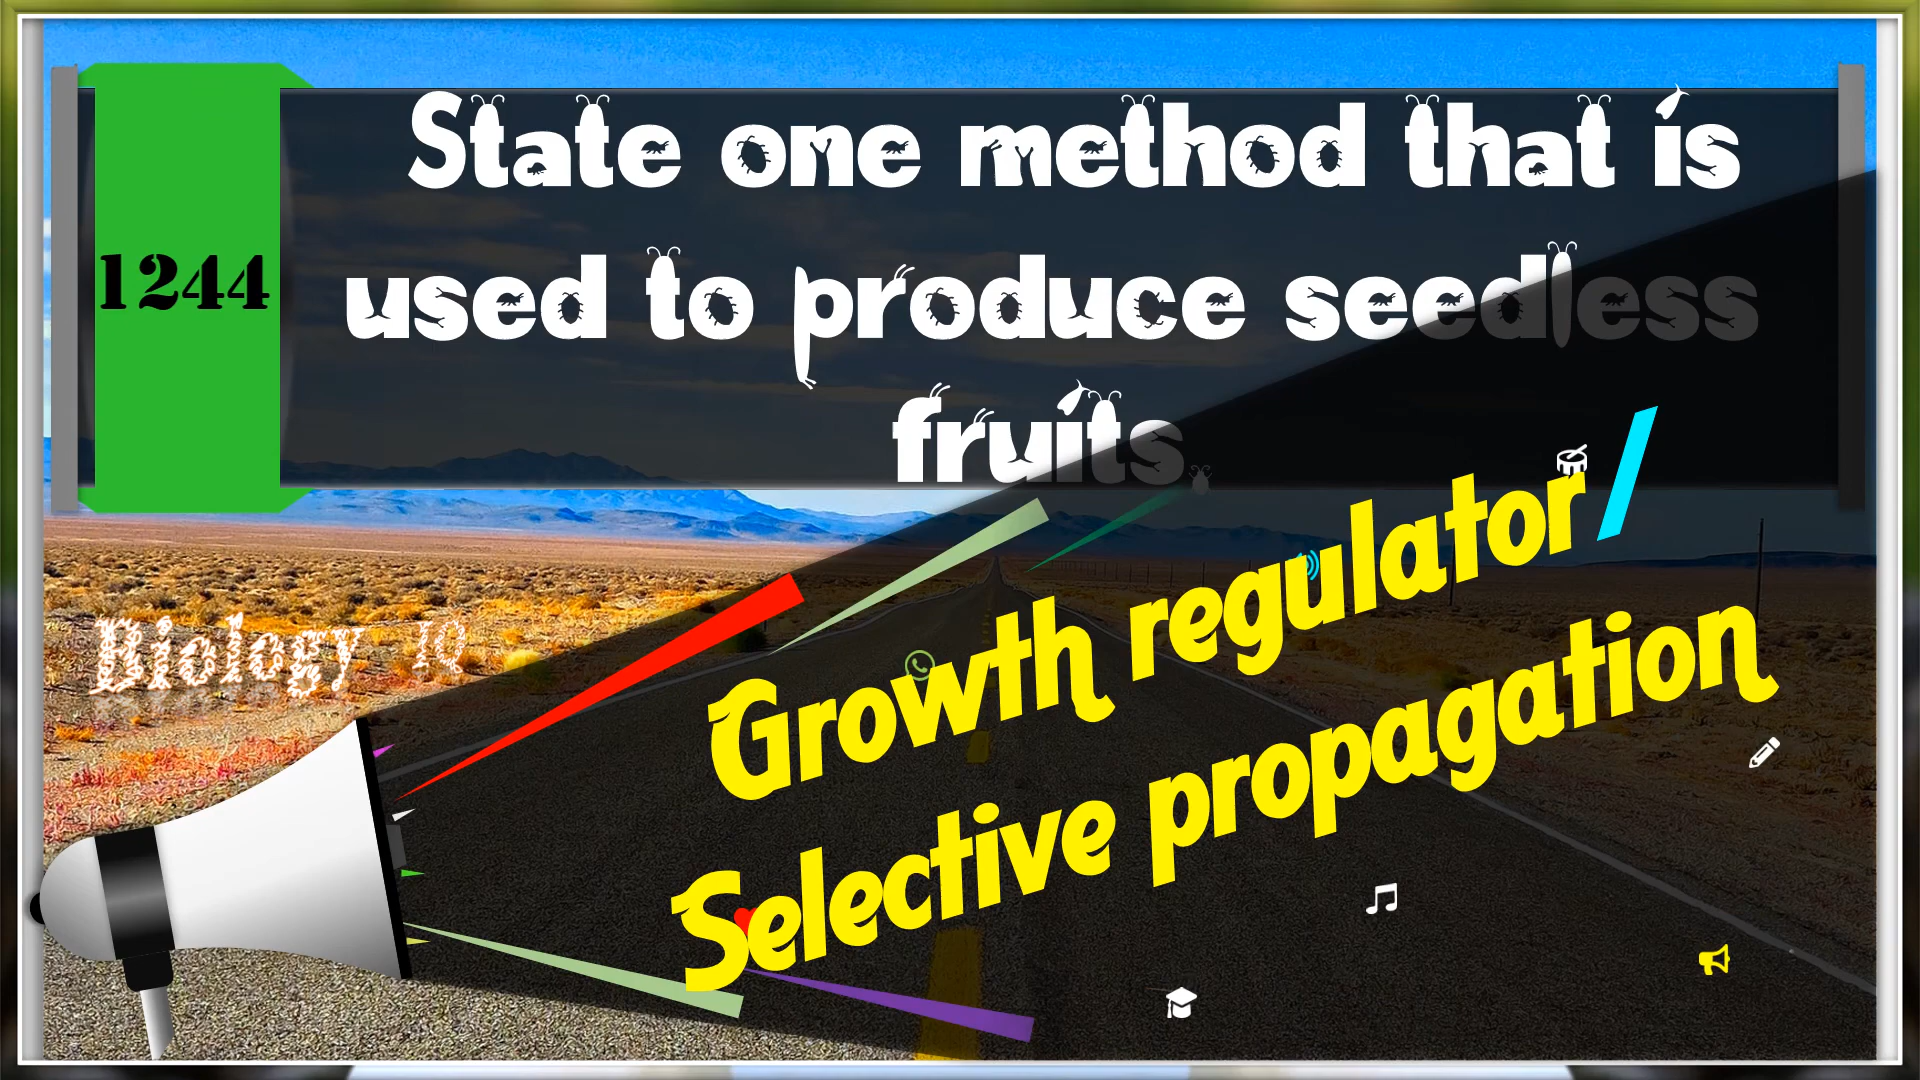 1244
State one method that is
used to produce seedless
fruits.
Biology IQ
Growth regulator/
Selective propagation